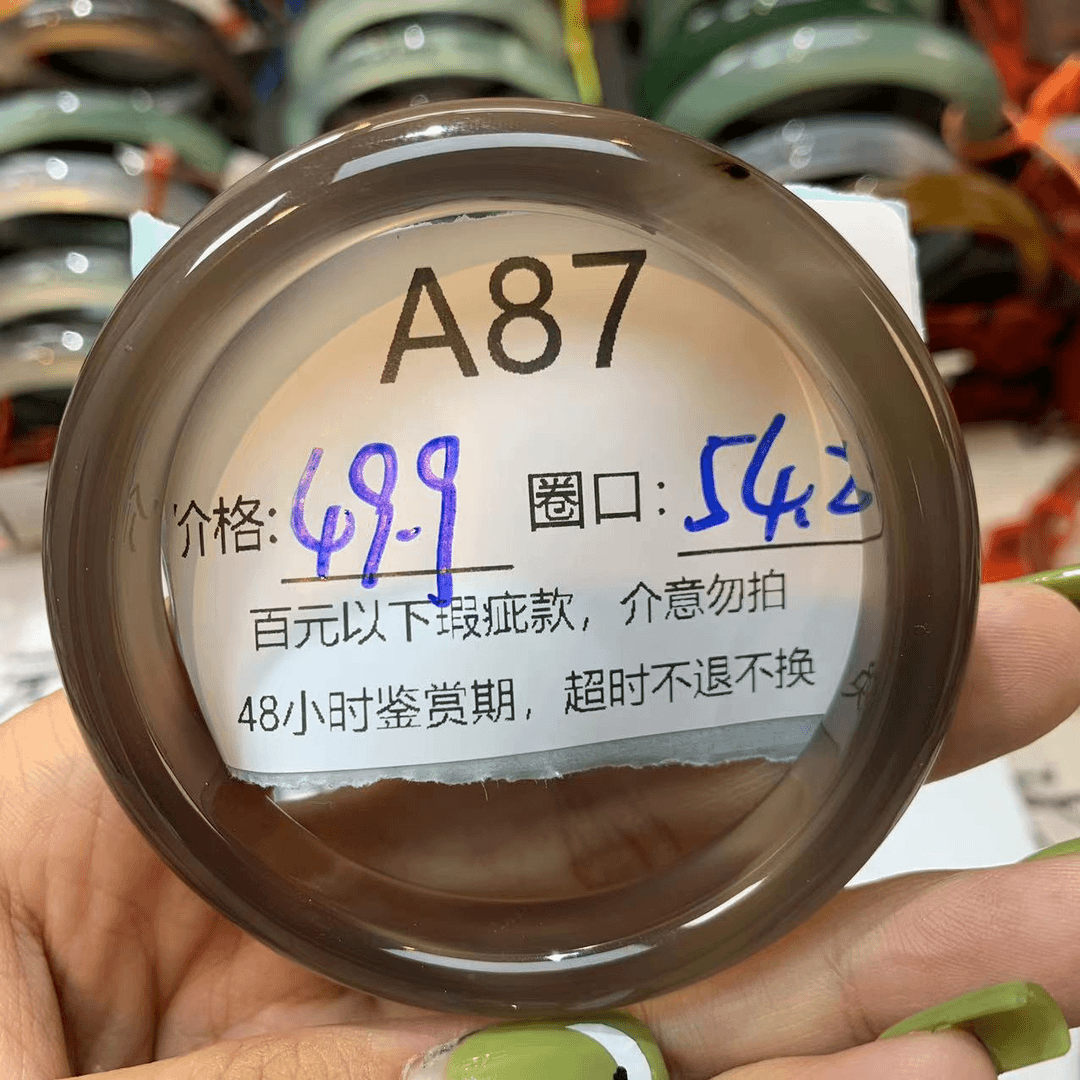 A87
价格: 49.9 圈口: 54.2
百元以下瑕疵款，介意勿拍
48小时鉴赏期，超时不退不换